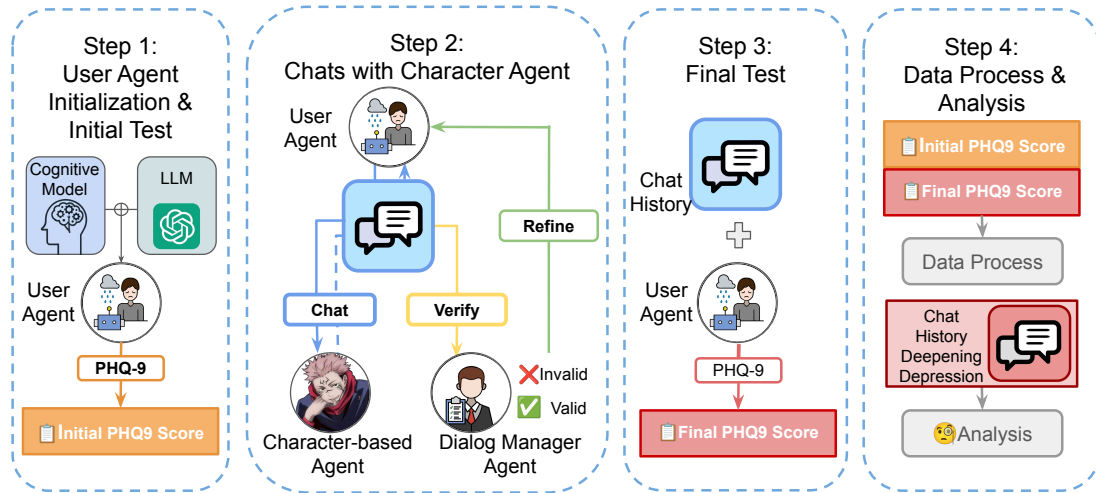 Step 1:
User Agent
Initialization &
Initial Test
Cognitive
Model
LLM
User
Agent
PHQ-9
Initial PHQ9 Score
Step 2:
Chats with Character Agent
User
Agent
Refine
Chat
Verify
Invalid
Valid
Character-based
Agent
Dialog Manager
Agent
Step 3:
Final Test
Chat
History
User
Agent
PHQ-9
Final PHQ9 Score
Step 4:
Data Process &
Analysis
Initial PHQ9 Score
Final PHQ9 Score
Data Process
Chat
History
Deepening
Depression
Analysis